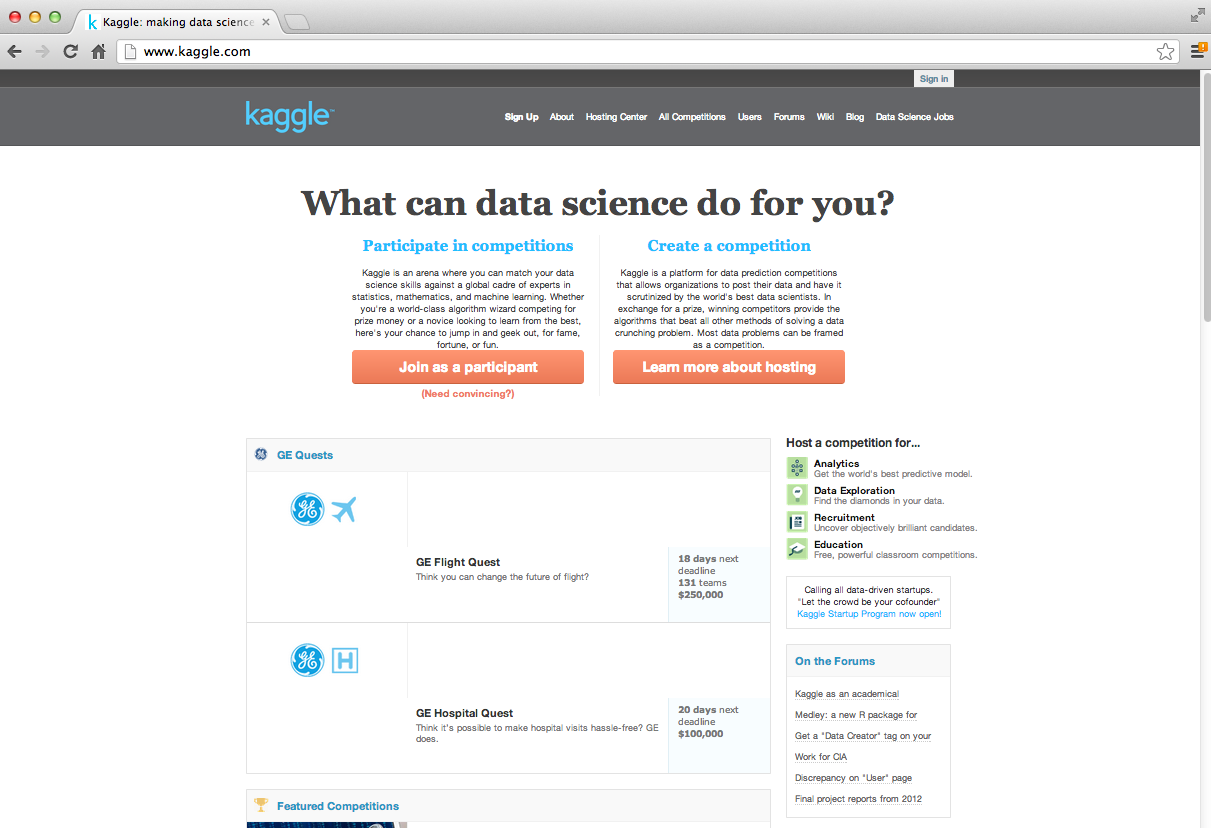 Kaggle: making data science
www.kaggle.com
Sign in
kaggle™
Sign Up About Hosting Center All Competitions Users Forums Wiki Blog Data Science Jobs
What can data science do for you?
Participate in competitions
Kaggle is an arena where you can match your data
science skills against a global cadre of experts in
statistics, mathematics, and machine learning. Whether
you're a world-class algorithm wizard competing for
prize money or a novice looking to learn from the best,
here's your chance to jump in and geek out, for fame,
fortune, or fun.
Join as a participant
(Need convincing?)
Create a competition
Kaggle is a platform for data prediction competitions
that allows organizations to post their data and have it
scrutinized by the world's best data scientists. In
exchange for a prize, winning competitors provide the
algorithms that beat all other methods of solving a data
crunching problem. Most data problems can be framed
as a competition.
Learn more about hosting
GE Quests
GE
GE Flight Quest
Think you can change the future of flight?
18 days next
deadline
131 teams
$250,000
GE
H
GE Hospital Quest
Think it's possible to make hospital visits hassle-free? GE
does.
20 days next
deadline
$100,000
Featured Competitions
Host a competition for...
Analytics
Get the world's best predictive model.
Data Exploration
Find the diamonds in your data.
Recruitment
Uncover objectively brilliant candidates.
Education
Free, powerful classroom competitions.
Calling all data-driven startups.
"Let the crowd be your cofounder"
Kaggle Startup Program now open!
On the Forums
Kaggle as an academical
Medley: a new R package for
Get a "Data Creator" tag on your
Work for CIA
Discrepancy on "User" page
Final project reports from 2012